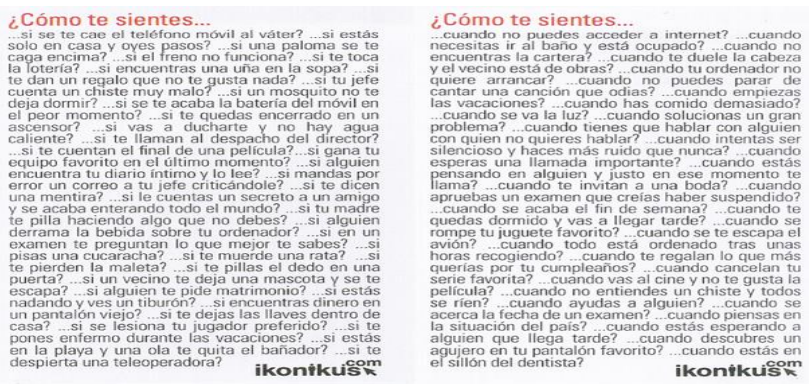 ¿Cómo te sientes...
...si se te cae el teléfono móvil al váter? ...si estás
solo en casa y oyes pasos? ...si una paloma se te
caga encima? ...si el freno no funciona? ...si te toca
la lotería? ...si encuentras una uña en la sopa? ...si
te dan un regalo que no te gusta nada? ...si tu jefe
cuenta un chiste muy malo? ...si un mosquito no te
deja dormir? ...si se te acaba la batería del móvil en
el peor momento? ...si te quedas encerrado en un
ascensor? ...si vas a ducharte y no hay agua
caliente? ...si te llaman al despacho del director?
...si te cuentan el final de una película?...si gana tu
equipo favorito en el último momento? ...si alguien
encuentra tu diario íntimo y lo lee? ...si mandas por
error un correo a tu jefe criticándole? ...si te dicen
una mentira? ...si le cuentas un secreto a un amigo
y se acaba enterando todo el mundo? ...si tu madre
te pilla haciendo algo que no debes? ...si alguien
derrama la bebida sobre tu ordenador? ...si en un
examen te preguntan lo que mejor te sabes? ...si
pisas una cucaracha? ...si te muerde una rata? ...si
te pierden la maleta? ...si te pillas el dedo en una
puerta? ...si un vecino te deja una mascota y se te
escapa? ...si alguien te pide matrimonio? ...si estás
nadando y ves un tiburón? ...si encuentras dinero en
un pantalón viejo? ...si te dejas las llaves dentro de
casa? ...si se lesiona tu jugador preferido? ...si te
pones enfermo durante las vacaciones? ...si estás
en la playa y una ola te quita el bañador? ...si te
despierta una teleoperadora?
ikonikus.com
¿Cómo te sientes...
...cuando no puedes acceder a internet? ...cuando
necesitas ir al baño y está ocupado? ...cuando no
encuentras la cartera? ...cuando te duele la cabeza
y el vecino está de obras? ...cuando tu ordenador no
quiere arrancar? ...cuando no puedes parar de
cantar una canción que odias? ...cuando empiezas
las vacaciones? ...cuando has comido demasiado?
...cuando se va la luz? ...cuando solucionas un gran
problema? ...cuando tienes que hablar con alguien
con quien no quieres hablar? ...cuando intentas ser
silencioso y haces más ruido que nunca? ...cuando
esperas una llamada importante? ...cuando estás
pensando en alguien y justo en ese momento te
llama? ...cuando te invitan a una boda? ...cuando
apruebas un examen que creías haber suspendido?
...cuando se acaba el fin de semana? ...cuando te
quedas dormido y vas a llegar tarde? ...cuando se
rompe tu juguete favorito? ...cuando se te escapa el
avión? ...cuando todo está ordenado tras unas
horas recogiendo? ...cuando te regalan lo que más
querías por tu cumpleaños? ...cuando cancelan tu
serie favorita? ...cuando vas al cine y no te gusta la
película? ...cuando no entiendes un chiste y todos
se ríen? ...cuando ayudas a alguien? ...cuando se
acerca la fecha de un examen? ...cuando piensas en
la situación del país? ...cuando estás esperando a
alguien que llega tarde? ...cuando descubres un
agujero en tu pantalón favorito? ...cuando estás en
el sillón del dentista?
ikonikus.com